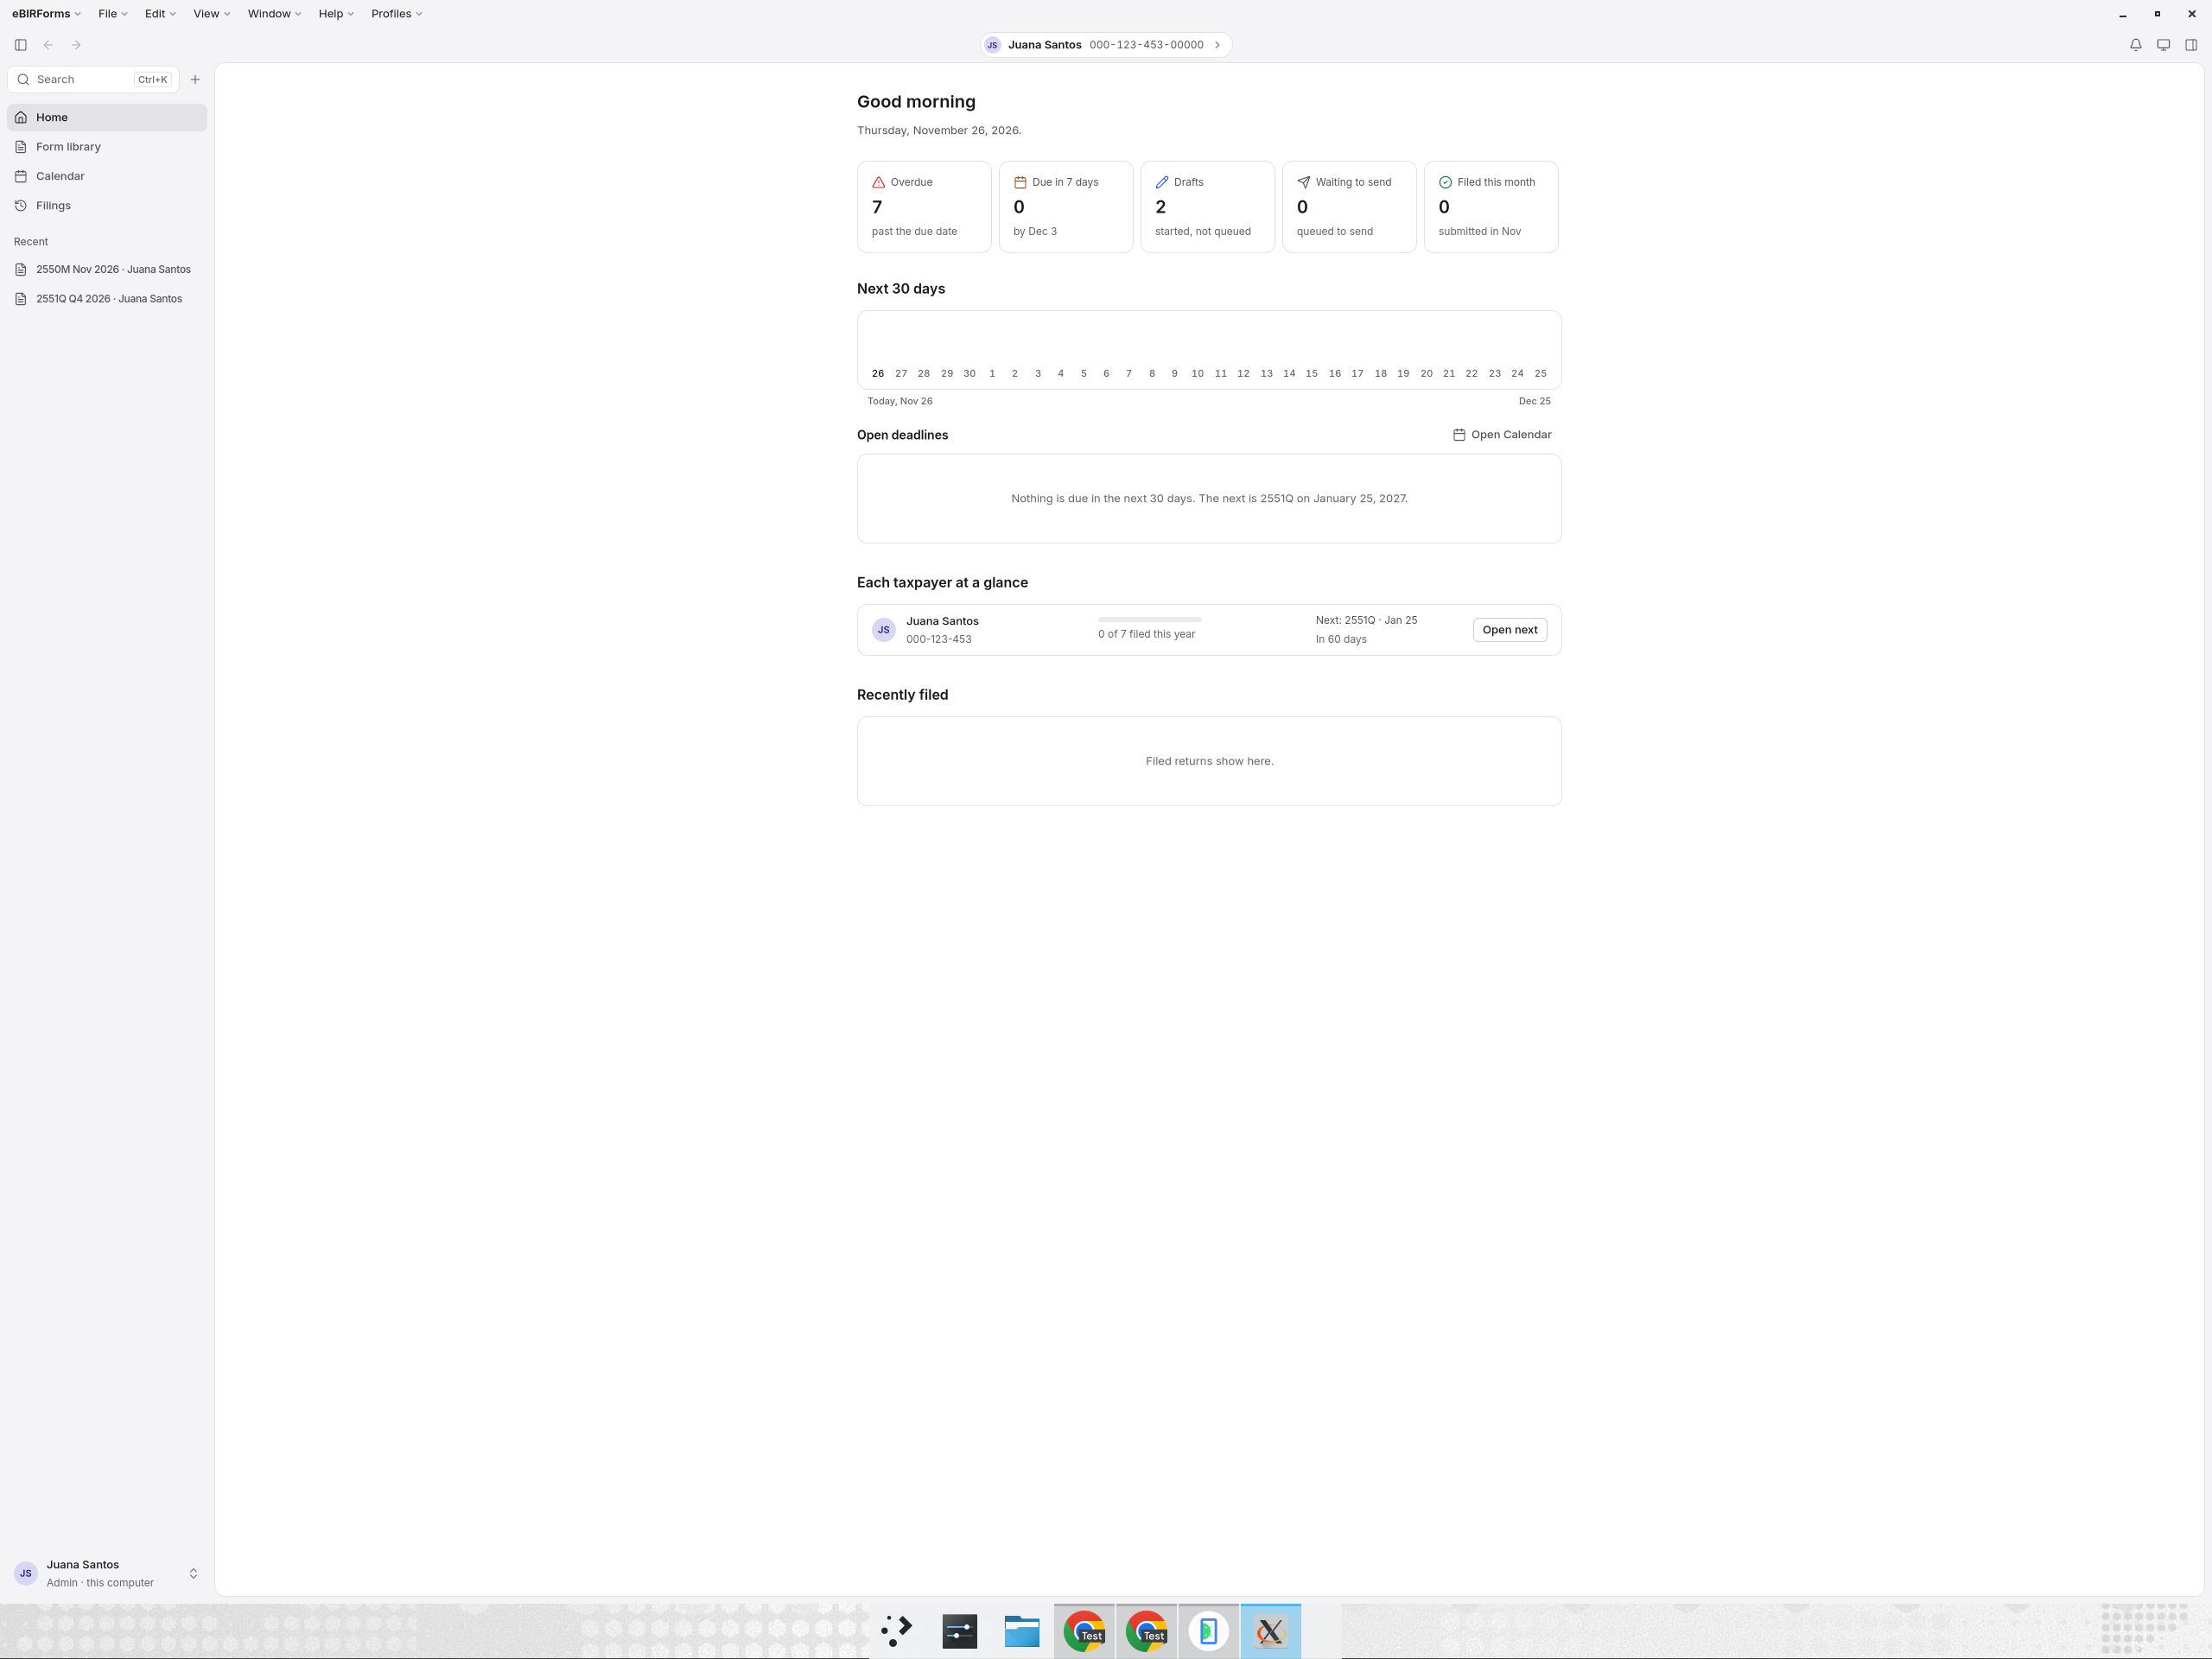 eBIRForms File Edit View Window Help Profiles
JS Juana Santos 000-123-453-00000
Search Ctrl+K
Home
Form library
Calendar
Filings
Recent
2550M Nov 2026 · Juana Santos
2551Q Q4 2026 · Juana Santos
Good morning
Thursday, November 26, 2026.
Overdue
7
past the due date
Due in 7 days
0
by Dec 3
Drafts
2
started, not queued
Waiting to send
0
queued to send
Filed this month
0
submitted in Nov
Next 30 days
26 27 28 29 30 1 2 3 4 5 6 7 8 9 10 11 12 13 14 15 16 17 18 19 20 21 22 23 24 25
Today, Nov 26 Dec 25
Open deadlines Open Calendar
Nothing is due in the next 30 days. The next is 2551Q on January 25, 2027.
Each taxpayer at a glance
JS
Juana Santos
000-123-453
0 of 7 filed this year
Next: 2551Q · Jan 25
In 60 days
Open next
Recently filed
Filed returns show here.
JS
Juana Santos
Admin · this computer
Test Test